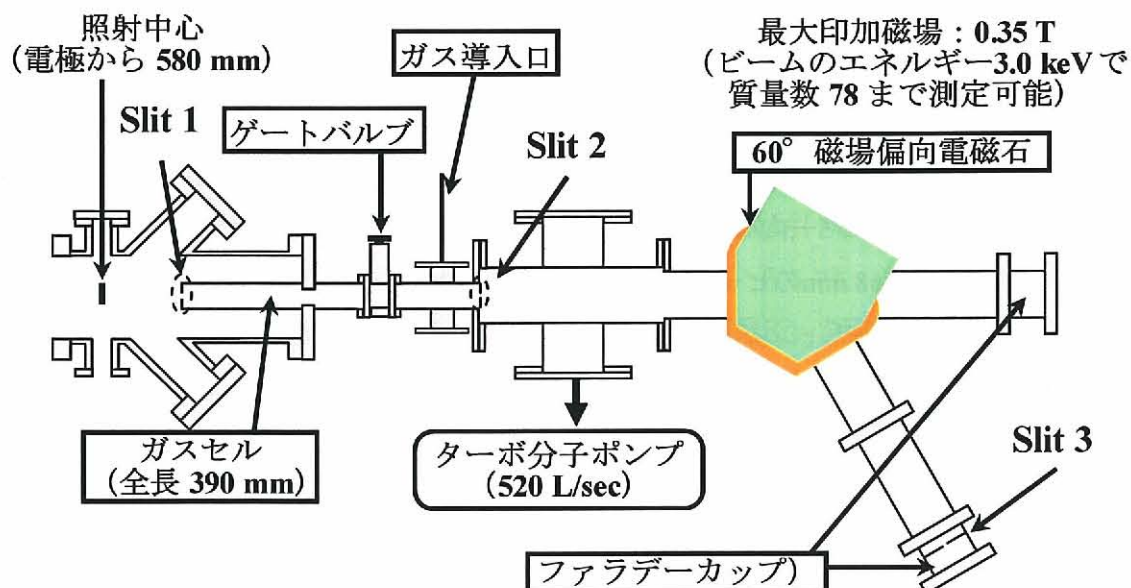 照射中心
(電極から 580 mm)
Slit 1
ゲートバルブ
ガス導入口
Slit 2
最大印加磁場：0.35 T
(ビームのエネルギー3.0 keV で
質量数 78 まで測定可能)
60° 磁場偏向電磁石
ガスセル
(全長 390 mm)
ターボ分子ポンプ
(520 L/sec)
Slit 3
ファラデーカップ)